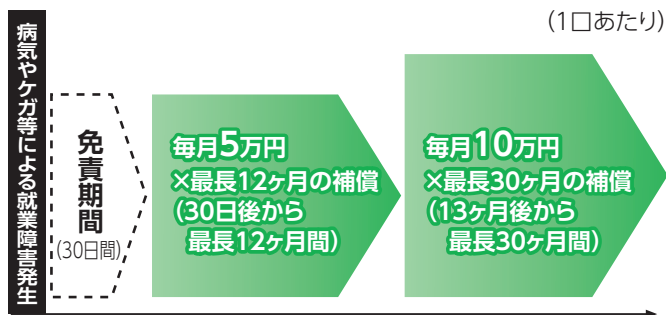 (1口あたり)
病気やケガ等による就業障害発生
免責期間
(30日間)
毎月5万円
×最長12ヶ月の補償
(30日後から
最長12ヶ月間)
毎月10万円
×最長30ヶ月の補償
(13ヶ月後から
最長30ヶ月間)